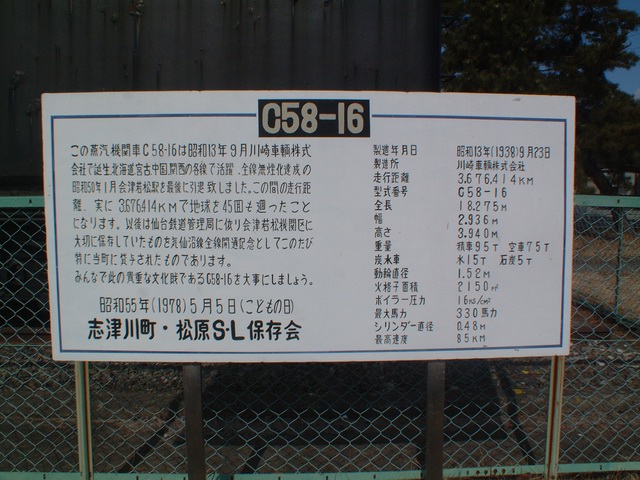 C58-16
この蒸汽機関車C58-16は昭和13年9月川崎車輌株式
会社で誕生北海道宮古中国、関西の各線で活躍、全線無煙化達成の
昭和50年1月会津若松駅を最後に引退致しました。この間の走行距
離、実に3,676,414KMで地球を45回も廻ったこと
になります。以後は仙台鉄道管理局に依り会津若松機関区に
大切に保存していたものを気仙沼線全線開通記念としてこのたび
特に当町に貸与されたものであります。
みんなで此の貴重な文化財であるC58-16を大事にしましょう。
昭和55年(1978)5月5日(こどもの日)
志津川町・松原S・L保存会
製造年月日 昭和13年(1938)9月23日
製造所 川崎車輌株式会社
走行距離 3.676.414KM
型式番号 C58-16
全長 18.275M
幅 2.936M
高さ 3.940M
重量 積車95T 空車75T
炭水車 水15T 石炭5T
動輪直径 1.52M
火格子面積 2150㎡
ボイラー圧力 16KG/cm²
最大馬力 330馬力
シリンダー直径 0.48M
最高速度 85KM